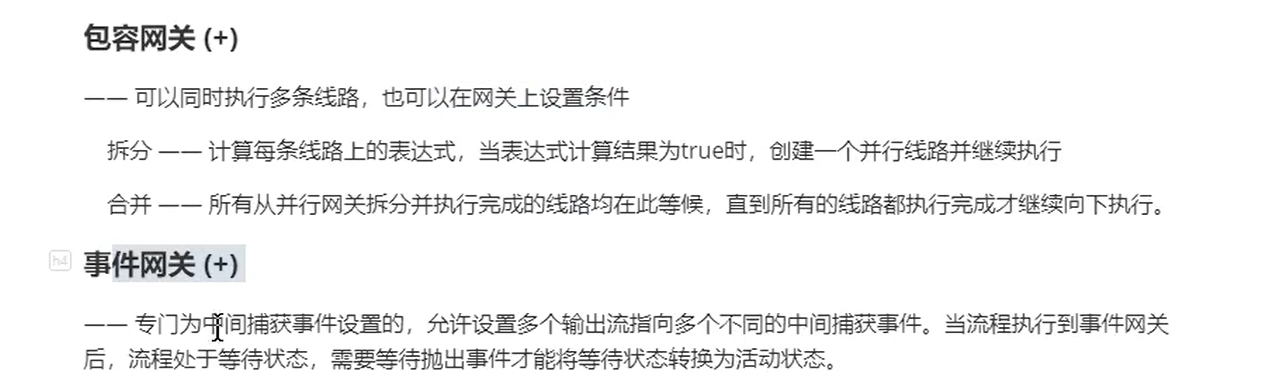 包容网关 (+)
—— 可以同时执行多条线路，也可以在网关上设置条件
拆分 —— 计算每条线路上的表达式，当表达式计算结果为true时，创建一个并行线路并继续执行
合并 —— 所有从并行网关拆分并执行完成的线路均在此等候，直到所有的线路都执行完成才继续向下执行。
h4
事件网关 (+)
—— 专门为中间捕获事件设置的，允许设置多个输出流指向多个不同的中间捕获事件。当流程执行到事件网关
后，流程处于等待状态，需要等待抛出事件才能将等待状态转换为活动状态。